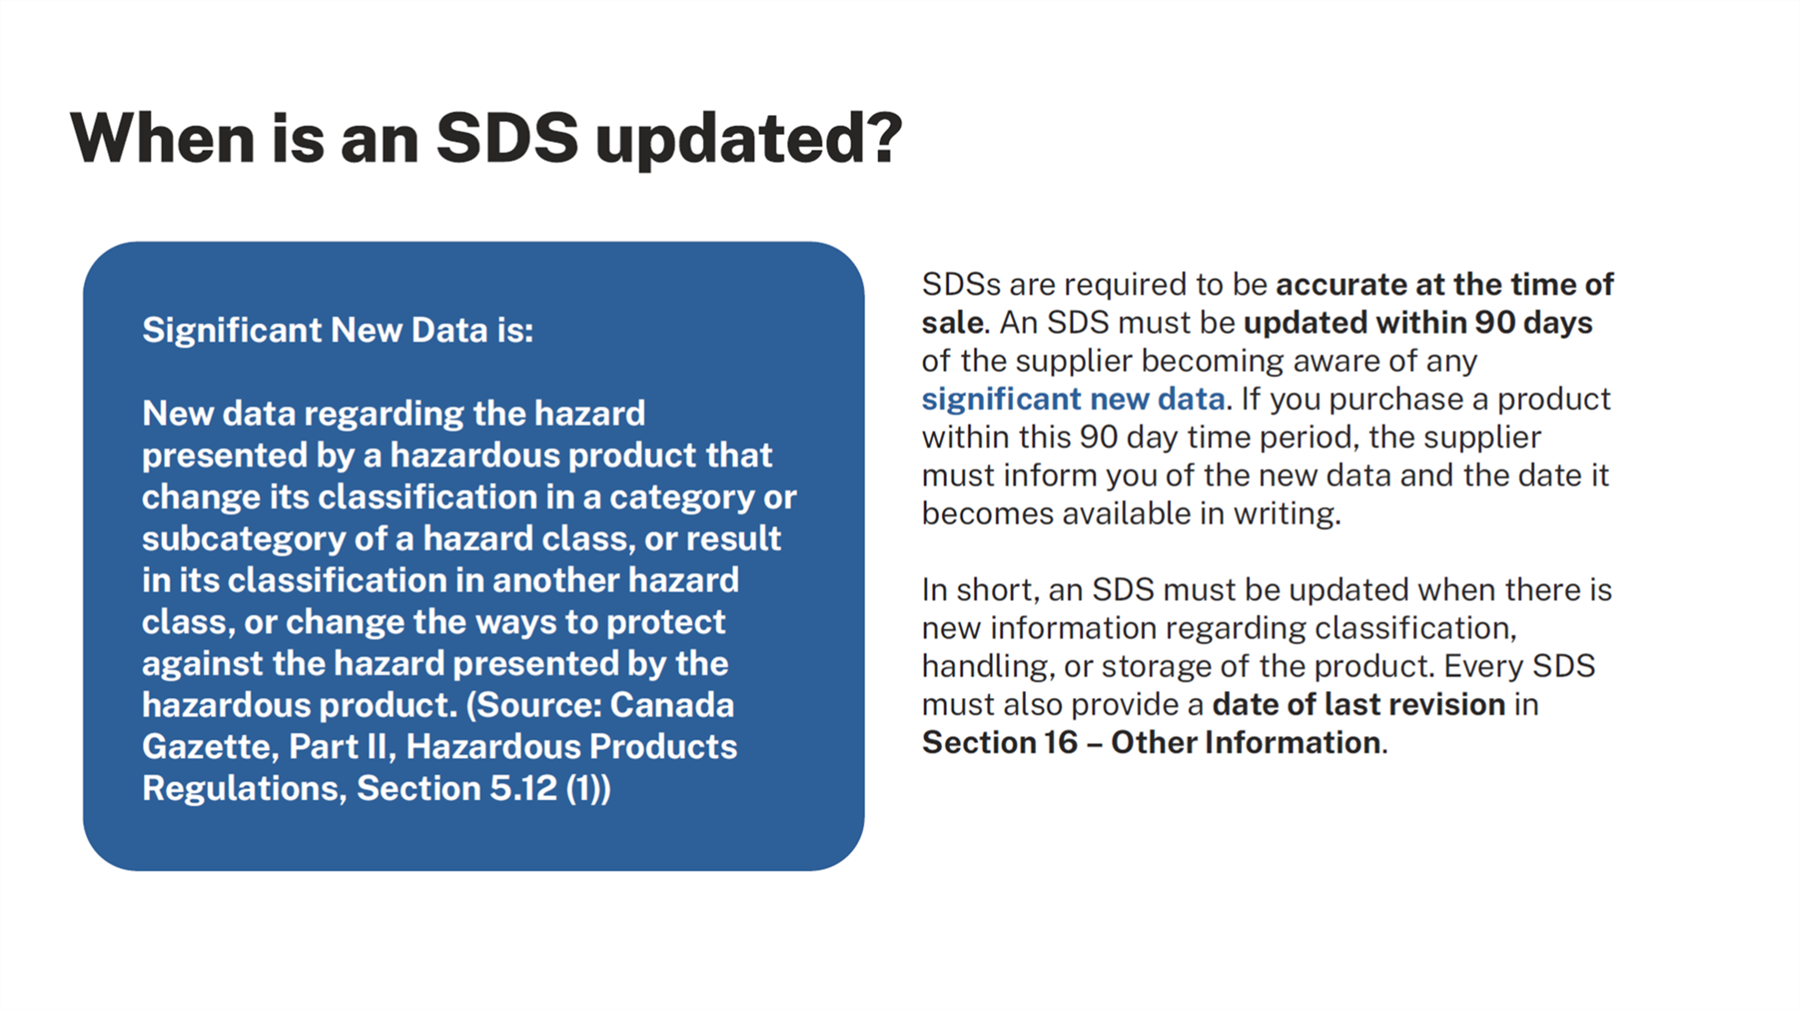 When is an SDS updated?
Significant New Data is:
New data regarding the hazard
presented by a hazardous product that
change its classification in a category or
subcategory of a hazard class, or result
in its classification in another hazard
class, or change the ways to protect
against the hazard presented by the
hazardous product. (Source: Canada
Gazette, Part II, Hazardous Products
Regulations, Section 5.12 (1))
SDSs are required to be accurate at the time of
sale. An SDS must be updated within 90 days
of the supplier becoming aware of any
significant new data. If you purchase a product
within this 90 day time period, the supplier
must inform you of the new data and the date it
becomes available in writing.
In short, an SDS must be updated when there is
new information regarding classification,
handling, or storage of the product. Every SDS
must also provide a date of last revision in
Section 16 – Other Information.